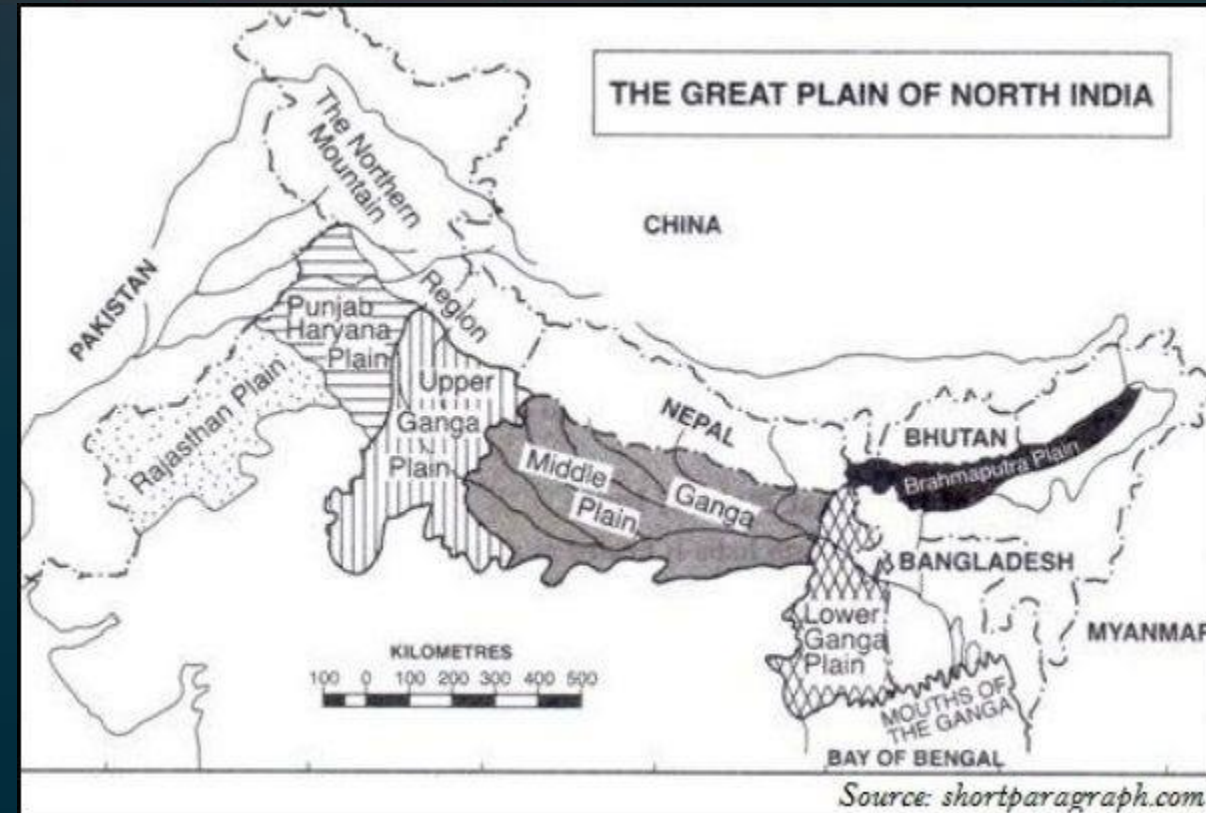 THE GREAT PLAIN OF NORTH INDIA
The Northern
Mountain
Region
CHINA
PAKISTAN
Punjab
Haryana
Plain
Rajasthan Plain
Upper
Ganga
Plain
NEPAL
Middle
Ganga
Plain
BHUTAN
Brahmaputra Plain
BANGLADESH
MYANMAR
Lower
Ganga
Plain
MOUTHS OF
THE GANGA
BAY OF BENGAL
KILOMETRES
100 0 100 200 300 400 500
Source: shortparagraph.com